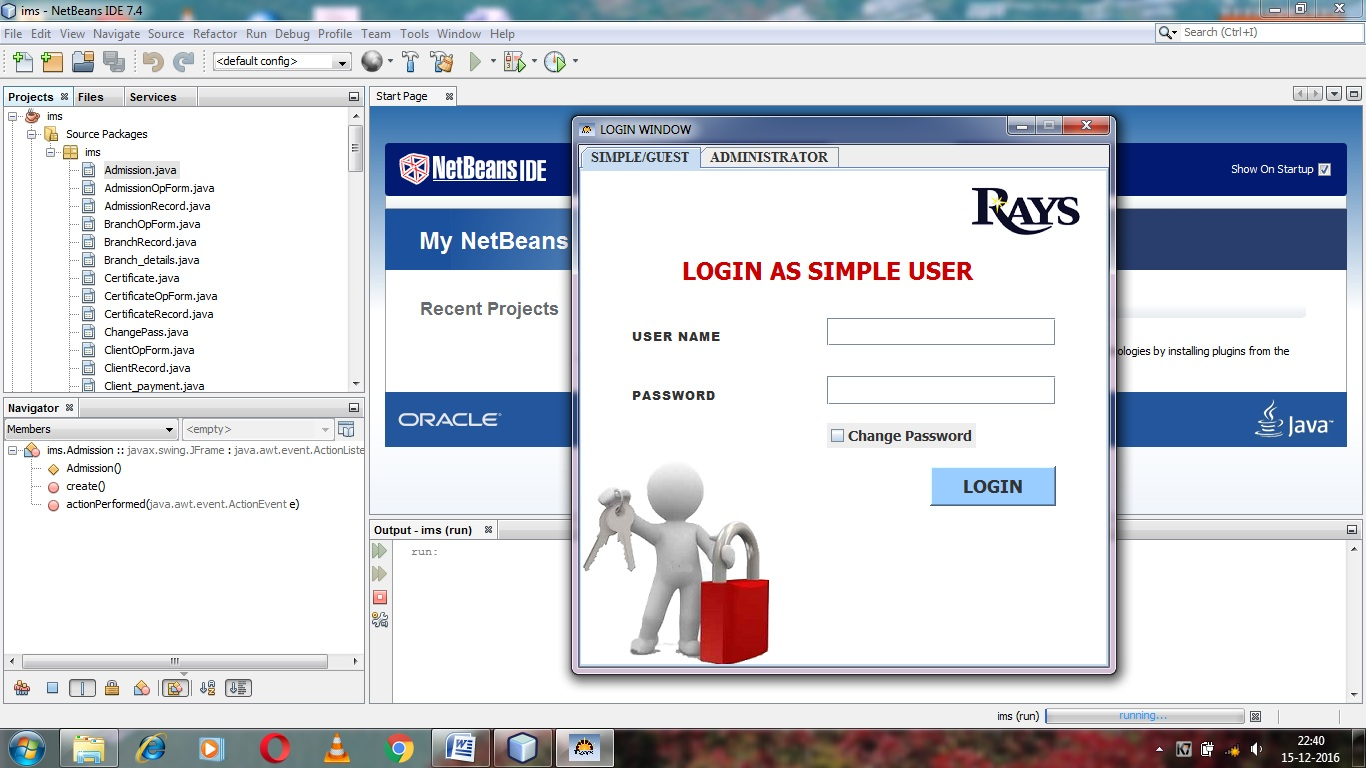 ims - NetBeans IDE 7.4
File Edit View Navigate Source Refactor Run Debug Profile Team Tools Window Help
Search (Ctrl+I)
<default config>
Projects Files Services
ims
Source Packages
ims
Admission.java
AdmissionOpForm.java
AdmissionRecord.java
BranchOpForm.java
BranchRecord.java
Branch_details.java
Certificate.java
CertificateOpForm.java
CertificateRecord.java
ChangePass.java
ClientOpForm.java
ClientRecord.java
Client_payment.java
Navigator
Members
<empty>
ims.Admission :: javax.swing.JFrame : java.awt.event.ActionListe
Admission()
create()
actionPerformed(java.awt.event.ActionEvent e)
Start Page
NetBeans IDE
Show On Startup
My NetBeans
Recent Projects
ologies by installing plugins from the
ORACLE
Java
LOGIN WINDOW
SIMPLE/GUEST ADMINISTRATOR
RAYS
LOGIN AS SIMPLE USER
USER NAME
PASSWORD
Change Password
LOGIN
Output - ims (run)
run:
ims (run)
running...
22:40
15-12-2016